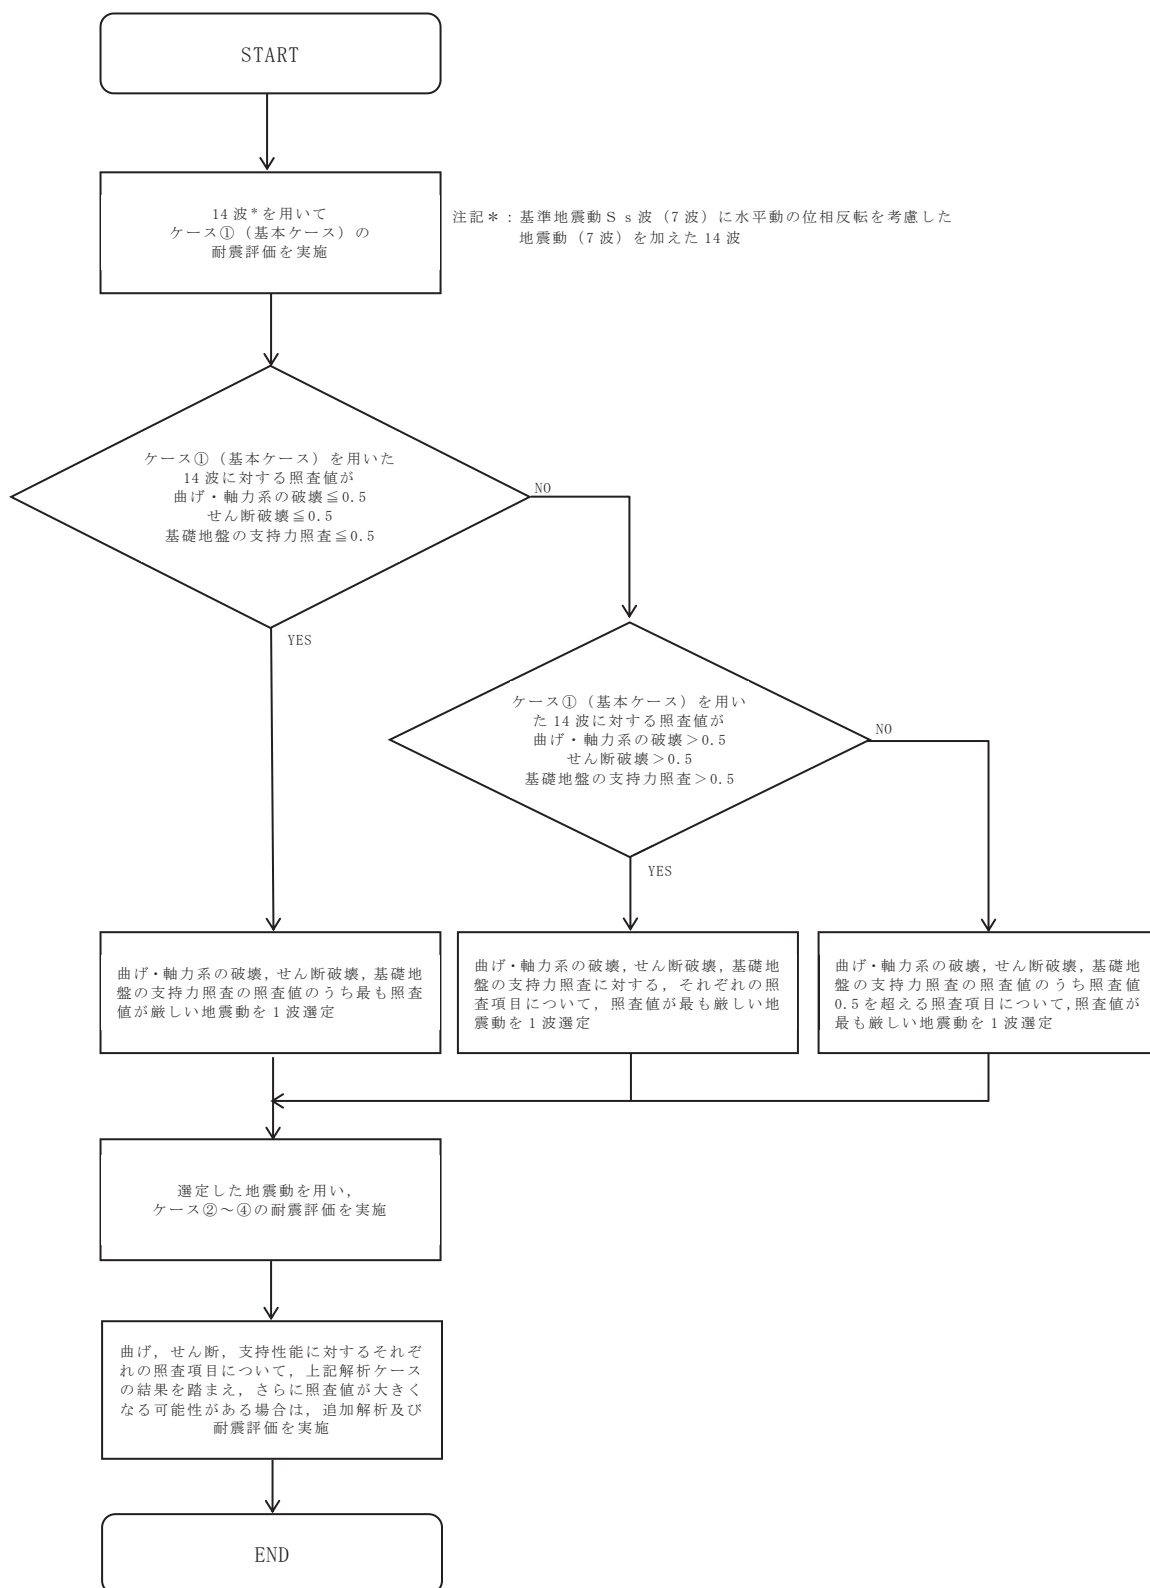 START
14波*を用いて
ケース①（基本ケース）の
耐震評価を実施
注記＊：基準地震動Ｓｓ波（7波）に水平動の位相反転を考慮した
地震動（7波）を加えた14波
ケース①（基本ケース）を用いた
14波に対する照査値が
曲げ・軸力系の破壊≦0.5
せん断破壊≦0.5
基礎地盤の支持力照査≦0.5
NO
YES
ケース①（基本ケース）を用い
た14波に対する照査値が
曲げ・軸力系の破壊＞0.5
せん断破壊＞0.5
基礎地盤の支持力照査＞0.5
NO
YES
曲げ・軸力系の破壊，せん断破壊，基礎地
盤の支持力照査の照査値のうち最も照査
値が厳しい地震動を1波選定
曲げ・軸力系の破壊，せん断破壊，基礎地
盤の支持力照査に対する，それぞれの照
査項目について，照査値が最も厳しい地
震動を1波選定
曲げ・軸力系の破壊，せん断破壊，基礎地
盤の支持力照査の照査値のうち照査値
0.5を超える照査項目について，照査値が
最も厳しい地震動を1波選定
選定した地震動を用い，
ケース②～④の耐震評価を実施
曲げ，せん断，支持性能に対するそれぞ
れの照査項目について，上記解析ケース
の結果を踏まえ，さらに照査値が大きく
なる可能性がある場合は，追加解析及び
耐震評価を実施
END